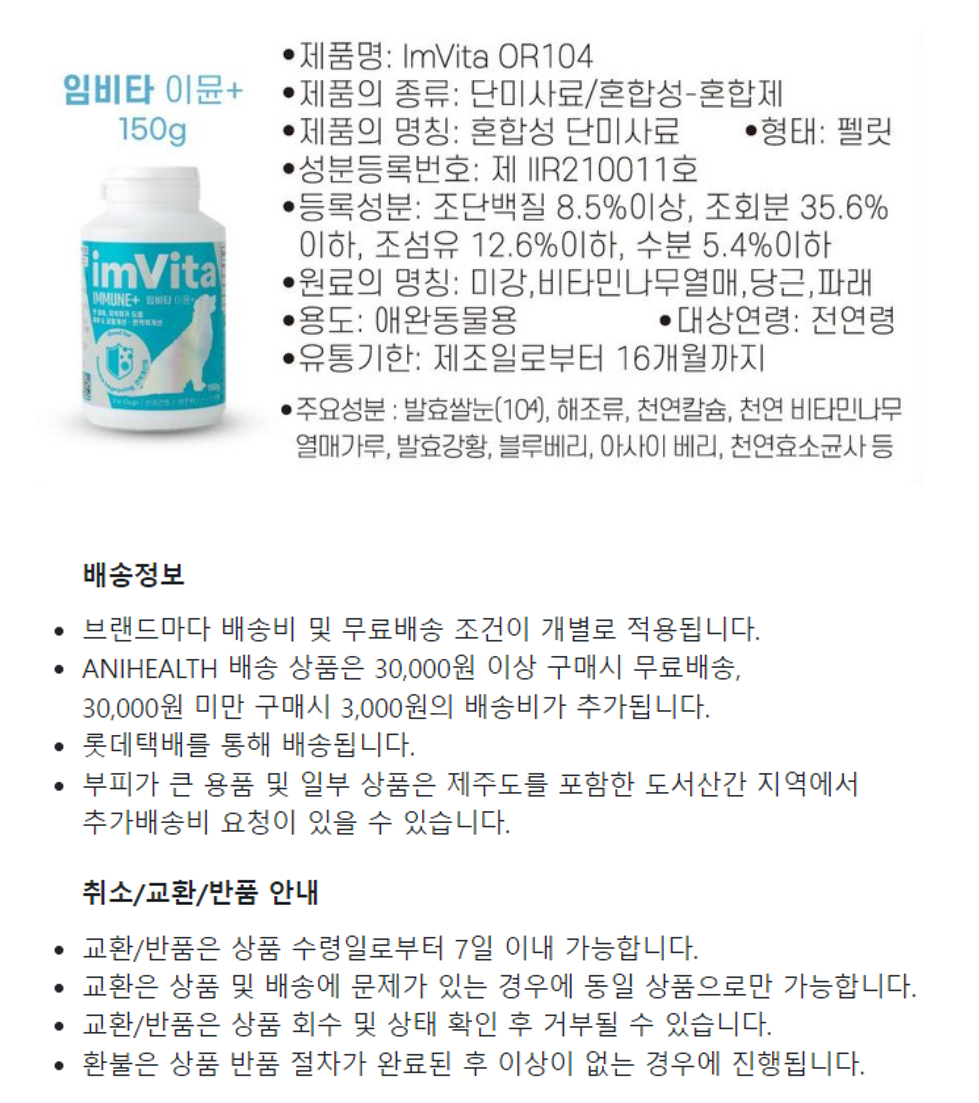 임비타 이뮨+
150g
imVita
IMMUNE+ 임비타 이뮨+
150g
•제품명: ImVita OR104
•제품의 종류: 단미사료/혼합성-혼합제
•제품의 명칭: 혼합성 단미사료 •형태: 펠릿
•성분등록번호: 제 IIR210011호
•등록성분: 조단백질 8.5%이상, 조회분 35.6%
이하, 조섬유 12.6%이하, 수분 5.4%이하
•원료의 명칭: 미강,비타민나무열매,당근,파래
•용도: 애완동물용 •대상연령: 전연령
•유통기한: 제조일로부터 16개월까지
•주요성분 : 발효쌀눈(10⁴), 해조류, 천연칼슘, 천연 비타민나무
열매가루, 발효강황, 블루베리, 아사이 베리, 천연효소균사 등
배송정보
• 브랜드마다 배송비 및 무료배송 조건이 개별로 적용됩니다.
• ANIHEALTH 배송 상품은 30,000원 이상 구매시 무료배송,
30,000원 미만 구매시 3,000원의 배송비가 추가됩니다.
• 롯데택배를 통해 배송됩니다.
• 부피가 큰 용품 및 일부 상품은 제주도를 포함한 도서산간 지역에서
추가배송비 요청이 있을 수 있습니다.
취소/교환/반품 안내
• 교환/반품은 상품 수령일로부터 7일 이내 가능합니다.
• 교환은 상품 및 배송에 문제가 있는 경우에 동일 상품으로만 가능합니다.
• 교환/반품은 상품 회수 및 상태 확인 후 거부될 수 있습니다.
• 환불은 상품 반품 절차가 완료된 후 이상이 없는 경우에 진행됩니다.